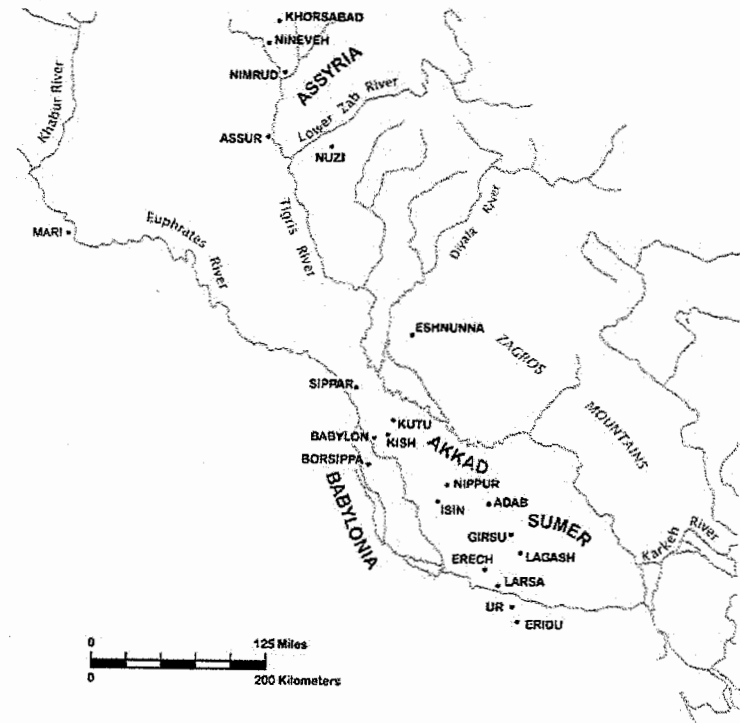 KHORSABAD
NINEVEH
NIMRUD
ASSYRIA
Khabur River
Lower Zab River
ASSUR
NUZI
Tigris River
Diyala River
MARI
Euphrates River
ESHNUNNA
ZAGROS
MOUNTAINS
SIPPAR
KUTU
BABYLON
KISH
AKKAD
BORSIPPA
BABYLONIA
NIPPUR
ISIN
ADAB
SUMER
GIRSU
LAGASH
Karkeh River
ERECH
LARSA
UR
ERIDU
0 125 Miles
0 200 Kilometers